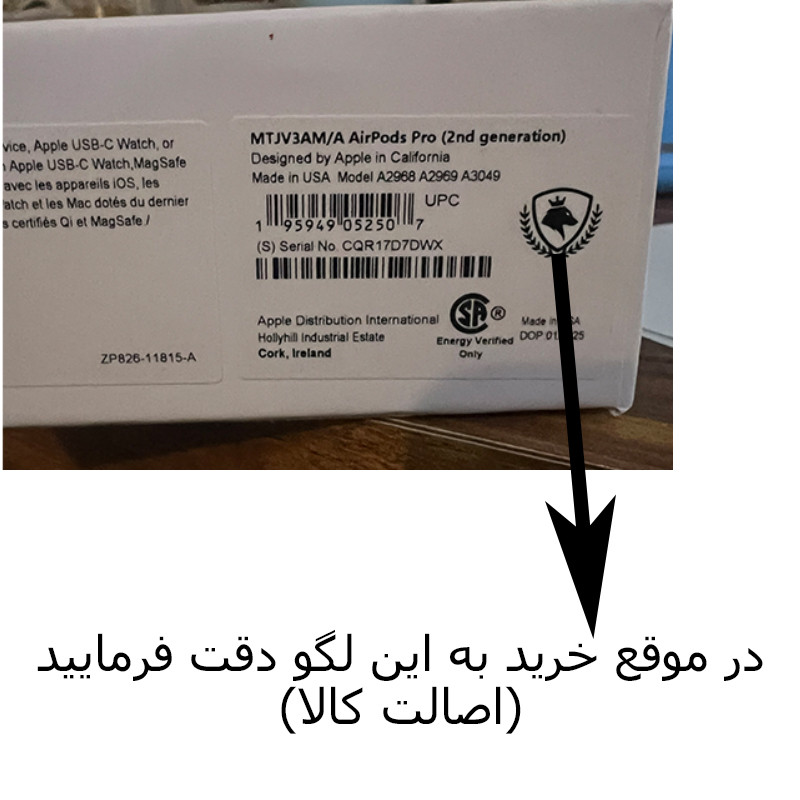 vice, Apple USB-C Watch, or
Apple USB-C Watch,MagSafe
avec les appareils iOS, les
atch et les Mac dotés du dernier
s certifiés Qi et MagSafe /
ZP826-11815-A
MTJV3AM/A AirPods Pro (2nd generation)
Designed by Apple in California
Made in USA Model A2968 A2969 A3049
UPC
1 95949 05250 7
(S) Serial No. CQR17D7DWX
Apple Distribution International
Hollyhill Industrial Estate
Cork, Ireland
SA ®
Energy Verified
Only
Made in
DOP
در موقع خرید به این لگو دقت فرمایید
(اصالت کالا)